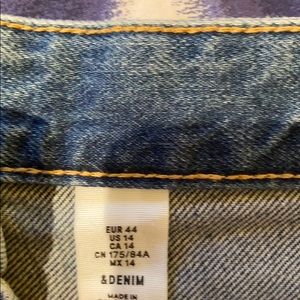 EUR 44
US 14
CA 14
CN 175/84A
MX 14
&DENIM
MADE IN